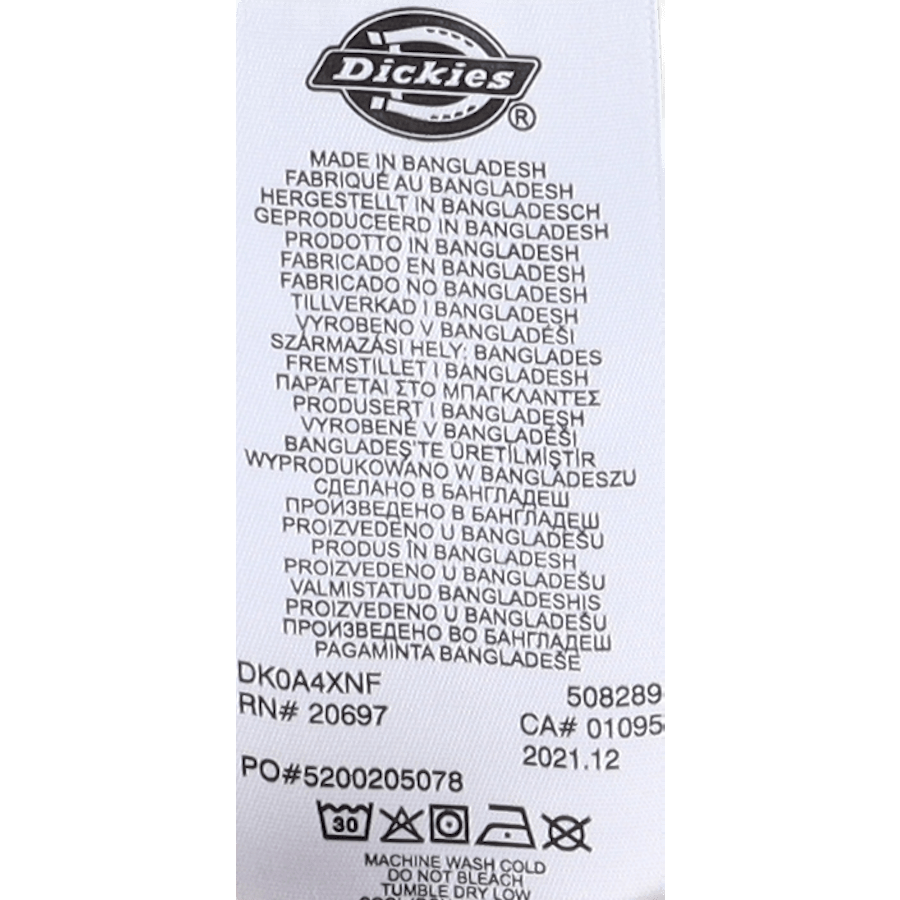 Dickies
®
MADE IN BANGLADESH
FABRIQUÉ AU BANGLADESH
HERGESTELLT IN BANGLADESCH
GEPRODUCEERD IN BANGLADESH
PRODOTTO IN BANGLADESH
FABRICADO EN BANGLADESH
FABRICADO NO BANGLADESH
TILLVERKAD I BANGLADESH
VYROBENO V BANGLADÉŠI
SZÁRMAZÁSI HELY: BANGLADES
FREMSTILLET I BANGLADESH
ΠΑΡΑΓΕΤΑΙ ΣΤΟ ΜΠΑΓΚΛΑΝΤΕΣ
PRODUSERT I BANGLADESH
VYROBENÉ V BANGLADÉŠI
BANGLADEŞ'TE ÜRETİLMİŞTİR
WYPRODUKOWANO W BANGLADESZU
СДЕЛАНО В БАНГЛАДЕШ
ПРОИЗВЕДЕНО В БАНГЛАДЕШ
PROIZVEDENO U BANGLADEŠU
PRODUS ÎN BANGLADESH
PROIZVEDENO U BANGLADEŠU
VALMISTATUD BANGLADESHIS
PROIZVEDENO U BANGLADEŠU
ПРОИЗВЕДЕНО ВО БАНГЛАДЕШ
PAGAMINTA BANGLADEŠE
DK0A4XNF 508289
RN# 20697 CA# 01095
2021.12
PO#5200205078
30
MACHINE WASH COLD
DO NOT BLEACH
TUMBLE DRY LOW